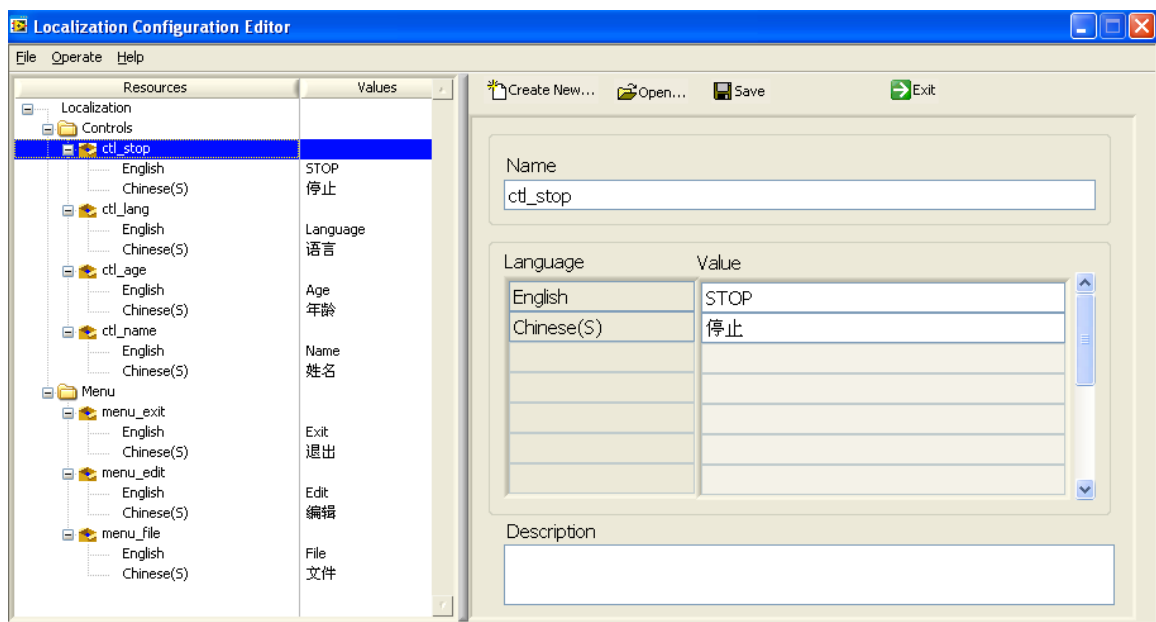 Localization Configuration Editor
File Operate Help
Resources Values
Localization
Controls
ctl_stop
English STOP
Chinese(S) 停止
ctl_lang
English Language
Chinese(S) 语言
ctl_age
English Age
Chinese(S) 年龄
ctl_name
English Name
Chinese(S) 姓名
Menu
menu_exit
English Exit
Chinese(S) 退出
menu_edit
English Edit
Chinese(S) 编辑
menu_file
English File
Chinese(S) 文件
Create New... Open... Save Exit
Name
ctl_stop
Language Value
English STOP
Chinese(S) 停止
Description